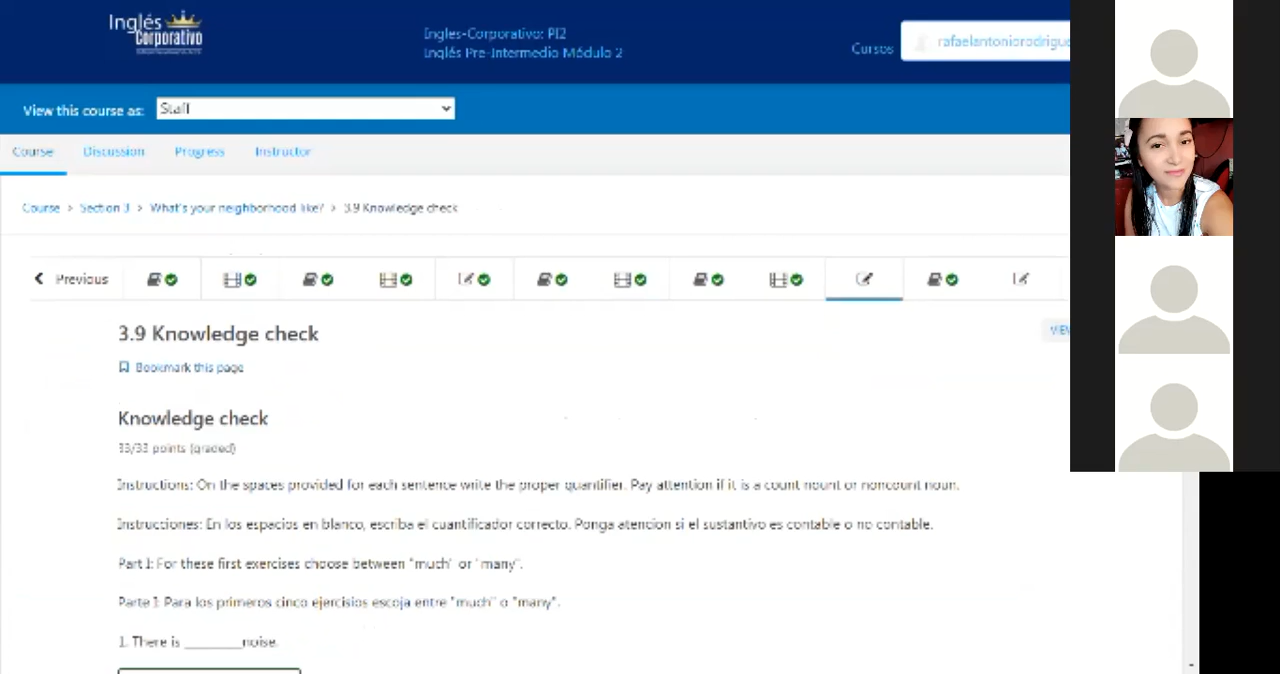 Inglés
Corporativo
Ingles-Corporativo: PI2
Inglés Pre-Intermedio Módulo 2
Cursos
rafaelantoniorodrigue
View this course as:
Staff
Course
Discussion
Progress
Instructor
Course > Section 3 > What's your neighborhood like? > 3.9 Knowledge check
Previous
3.9 Knowledge check
VIEW
Bookmark this page
Knowledge check
33/33 points (graded)
Instructions: On the spaces provided for each sentence write the proper quantifier. Pay attention if it is a count nount or noncount noun.
Instrucciones: En los espacios en blanco, escriba el cuantificador correcto. Ponga atencion si el sustantivo es contable o no contable.
Part I: For these first exercises choose between "much" or "many".
Parte I: Para los primeros cinco ejercisios escoja entre "much" o "many".
1. There is ________noise.